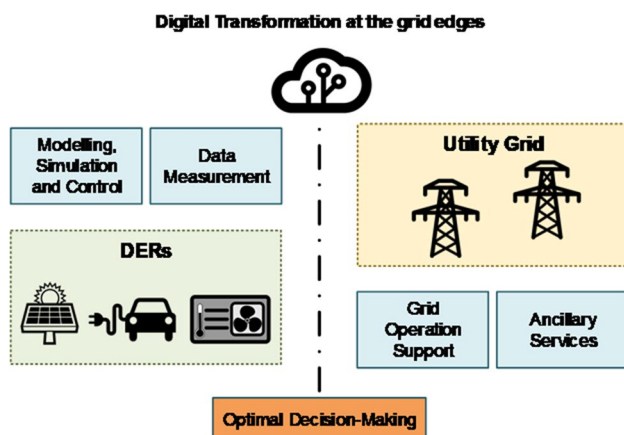 Digital Transformation at the grid edges
Modelling,
Simulation
and Control
Data
Measurement
Utility Grid
DERs
Grid
Operation
Support
Ancillary
Services
Optimal Decision-Making